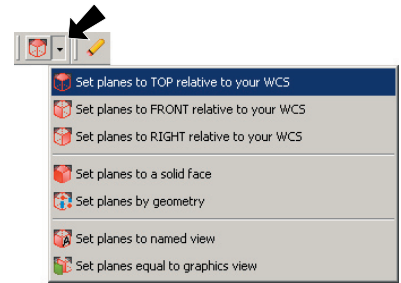 Set planes to TOP relative to your WCS
Set planes to FRONT relative to your WCS
Set planes to RIGHT relative to your WCS
Set planes to a solid face
Set planes by geometry
Set planes to named view
Set planes equal to graphics view